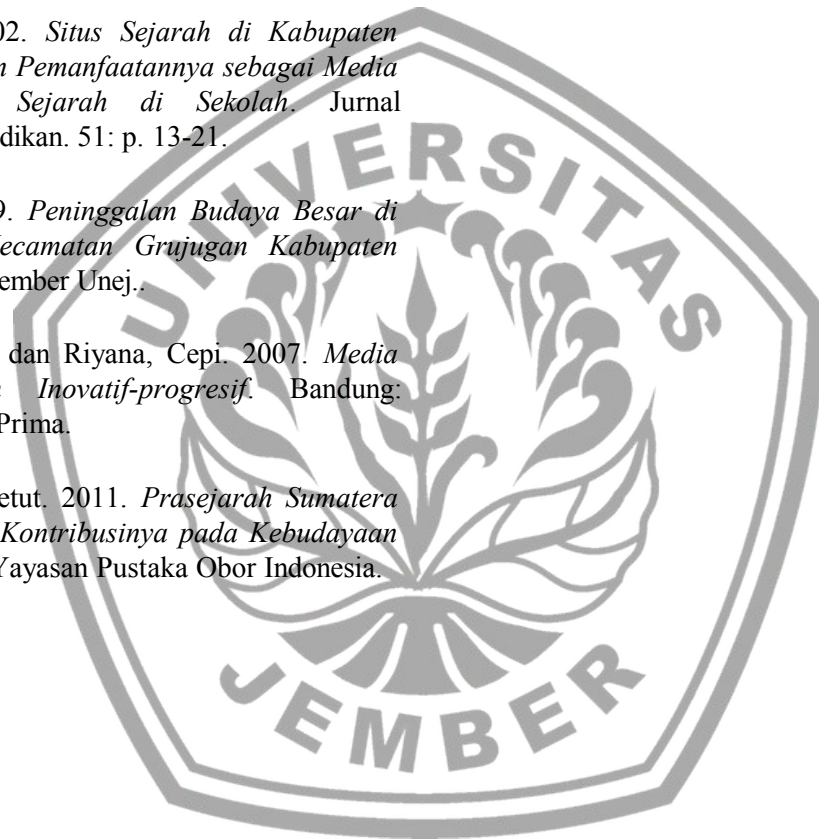 02. Situs Sejarah di Kabupaten
n Pemanfaatannya sebagai Media
Sejarah di Sekolah. Jurnal
dikan. 51: p. 13-21.
9. Peninggalan Budaya Besar di
ecamatan Grujugan Kabupaten
ember Unej..
dan Riyana, Cepi. 2007. Media
Inovatif-progresif. Bandung:
Prima.
etut. 2011. Prasejarah Sumatera
Kontribusinya pada Kebudayaan
Yayasan Pustaka Obor Indonesia.
UNIVERSITAS
JEMBER